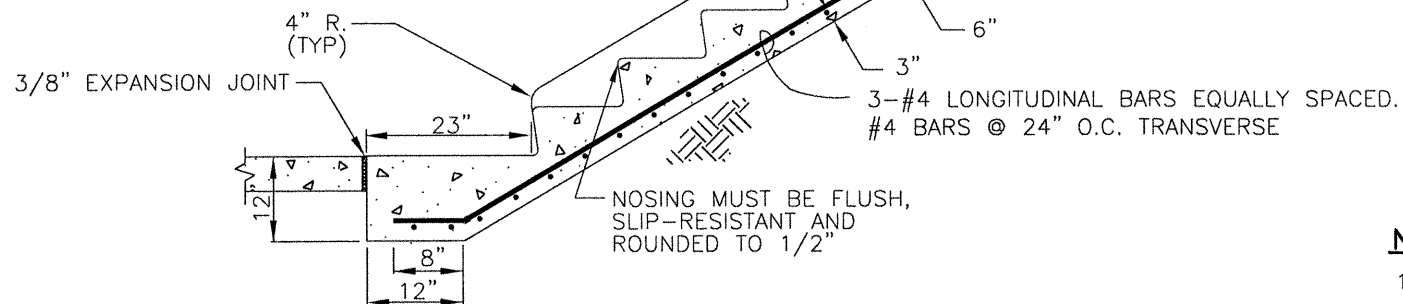 4" R.
(TYP)
6"
3/8" EXPANSION JOINT
3"
3-#4 LONGITUDINAL BARS EQUALLY SPACED.
#4 BARS @ 24" O.C. TRANSVERSE
23"
12"
NOSING MUST BE FLUSH,
SLIP-RESISTANT AND
ROUNDED TO 1/2"
8"
12"